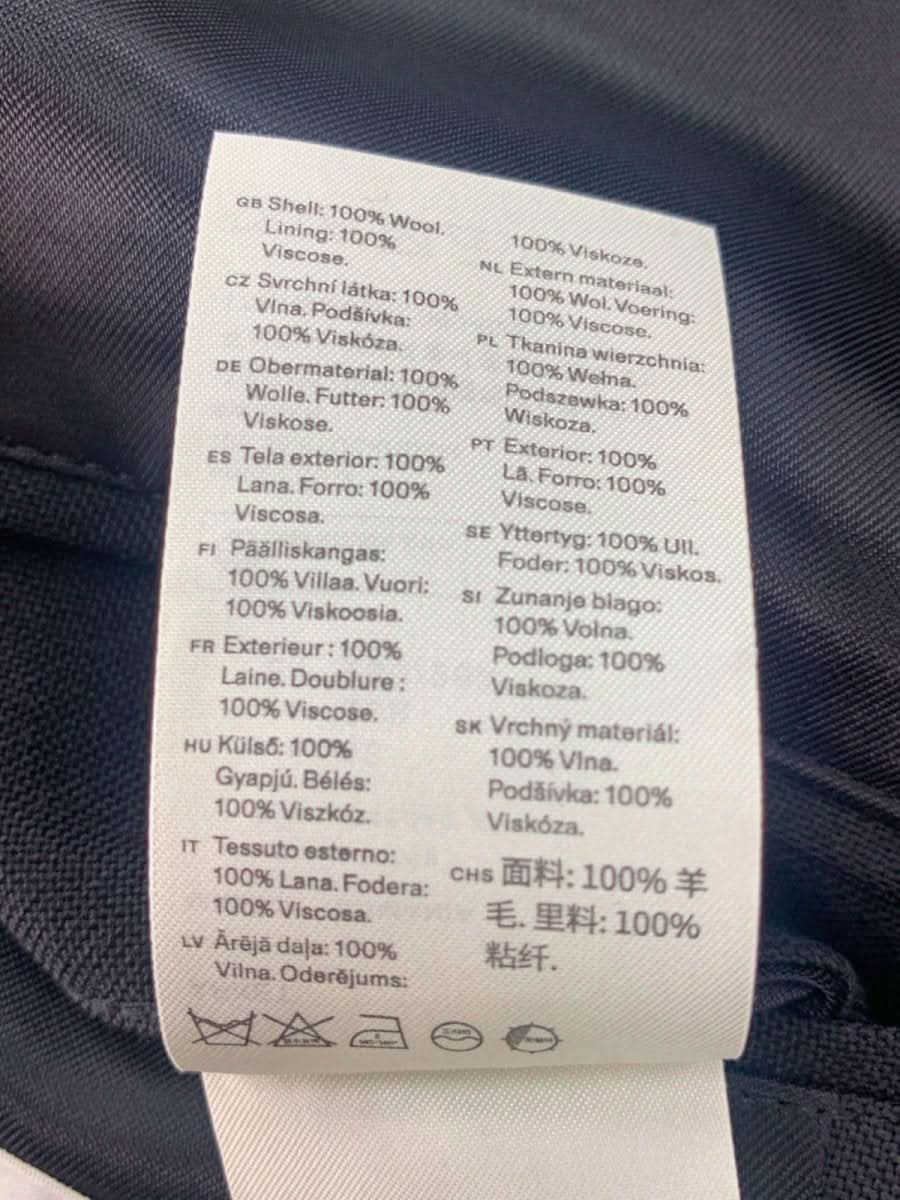 GB Shell: 100% Wool.
Lining: 100%
Viscose.
CZ Svrchní látka: 100%
Vlna. Podšívka:
100% Viskóza.
DE Obermaterial: 100%
Wolle. Futter: 100%
Viskose.
ES Tela exterior: 100%
Lana. Forro: 100%
Viscosa.
FI Päälliskangas:
100% Villaa. Vuori:
100% Viskoosia.
FR Exterieur : 100%
Laine. Doublure :
100% Viscose.
HU Külső: 100%
Gyapjú. Bélés:
100% Viszkóz.
IT Tessuto esterno:
100% Lana. Fodera:
100% Viscosa.
LV Ārējā daļa: 100%
Vilna. Oderējums:
100% Viskoze.
NL Extern materiaal:
100% Wol. Voering:
100% Viscose.
PL Tkanina wierzchnia:
100% Wełna.
Podszewka: 100%
Wiskoza.
PT Exterior: 100%
Lã. Forro: 100%
Viscose.
SE Yttertyg: 100% Ull.
Foder: 100% Viskos.
SI Zunanje blago:
100% Volna.
Podloga: 100%
Viskoza.
SK Vrchný materiál:
100% Vlna.
Podšívka: 100%
Viskóza.
CHS 面料: 100% 羊
毛. 里料: 100%
粘纤.